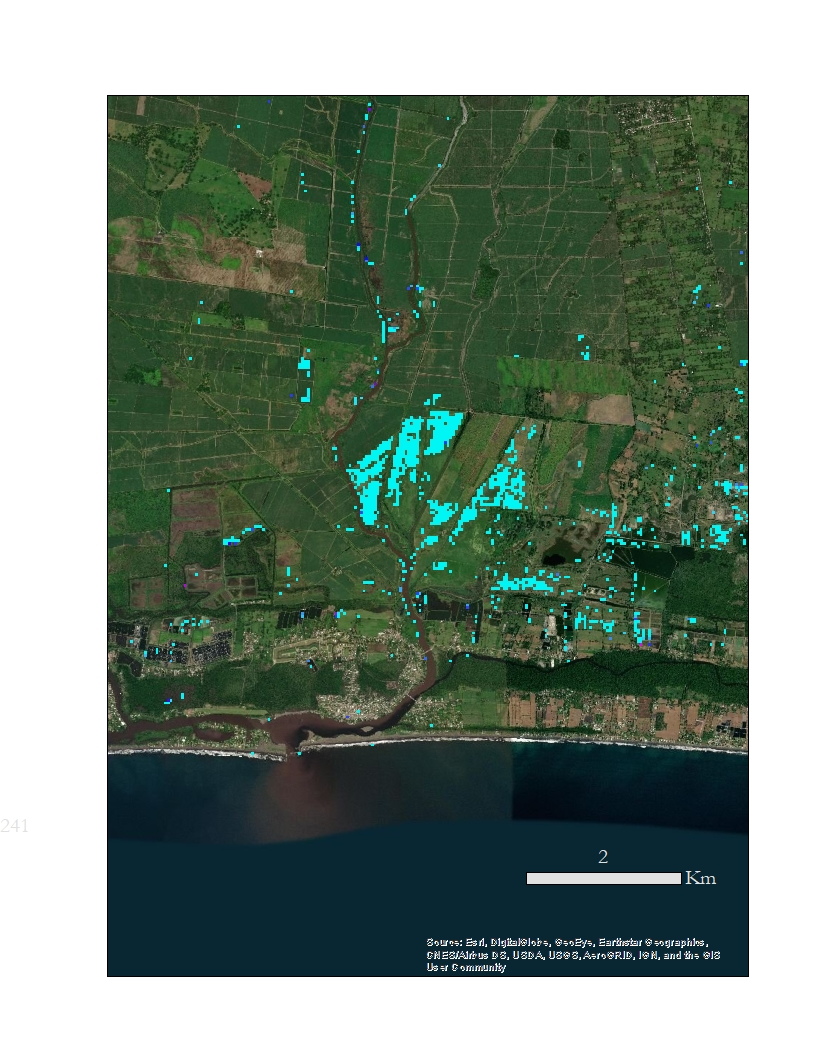 241
2
Km
Source: Esri, DigitalGlobe, GeoEye, Earthstar Geographics,
CNES/Airbus DS, USDA, USGS, AeroGRID, IGN, and the GIS
User Community